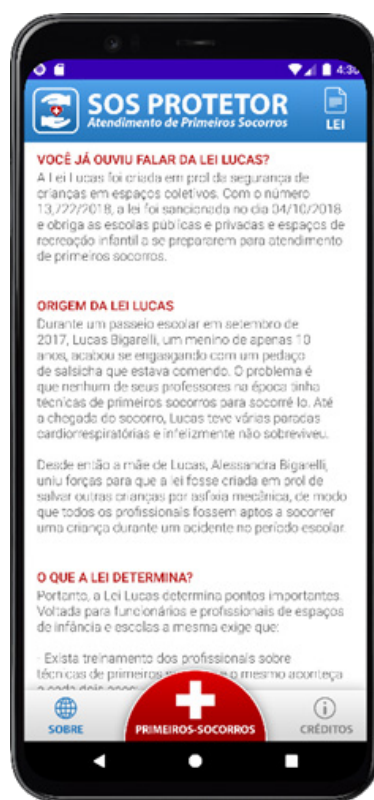 4:30
SOS PROTETOR
Atendimento de Primeiros Socorros
LEI
VOCÊ JÁ OUVIU FALAR DA LEI LUCAS?
A Lei Lucas foi criada em prol da segurança de
crianças em espaços coletivos. Com o número
13.722/2018, a lei foi sancionada no dia 04/10/2018
e obriga as escolas públicas e privadas e espaços de
recreação infantil a se prepararem para atendimento
de primeiros socorros.
ORIGEM DA LEI LUCAS
Durante um passeio escolar em setembro de
2017, Lucas Bigarelli, um menino de apenas 10
anos, acabou se engasgando com um pedaço
de salsicha que estava comendo. O problema é
que nenhum de seus professores na época tinha
técnicas de primeiros socorros para socorrê lo. Até
a chegada do socorro, Lucas teve várias paradas
cardiorrespiratórias e infelizmente não sobreviveu.
Desde então a mãe de Lucas, Alessandra Bigarelli,
uniu forças para que a lei fosse criada em prol de
salvar outras crianças por asfixia mecânica, de modo
que todos os profissionais fossem aptos a socorrer
uma criança durante um acidente no período escolar.
O QUE A LEI DETERMINA?
Portanto, a Lei Lucas determina pontos importantes.
Voltada para funcionários e profissionais de espaços
de infância e escolas a mesma exige que:
- Exista treinamento dos profissionais sobre
técnicas de primeiros e o mesmo aconteça
a cada dois
SOBRE
PRIMEIROS-SOCORROS
CRÉDITOS